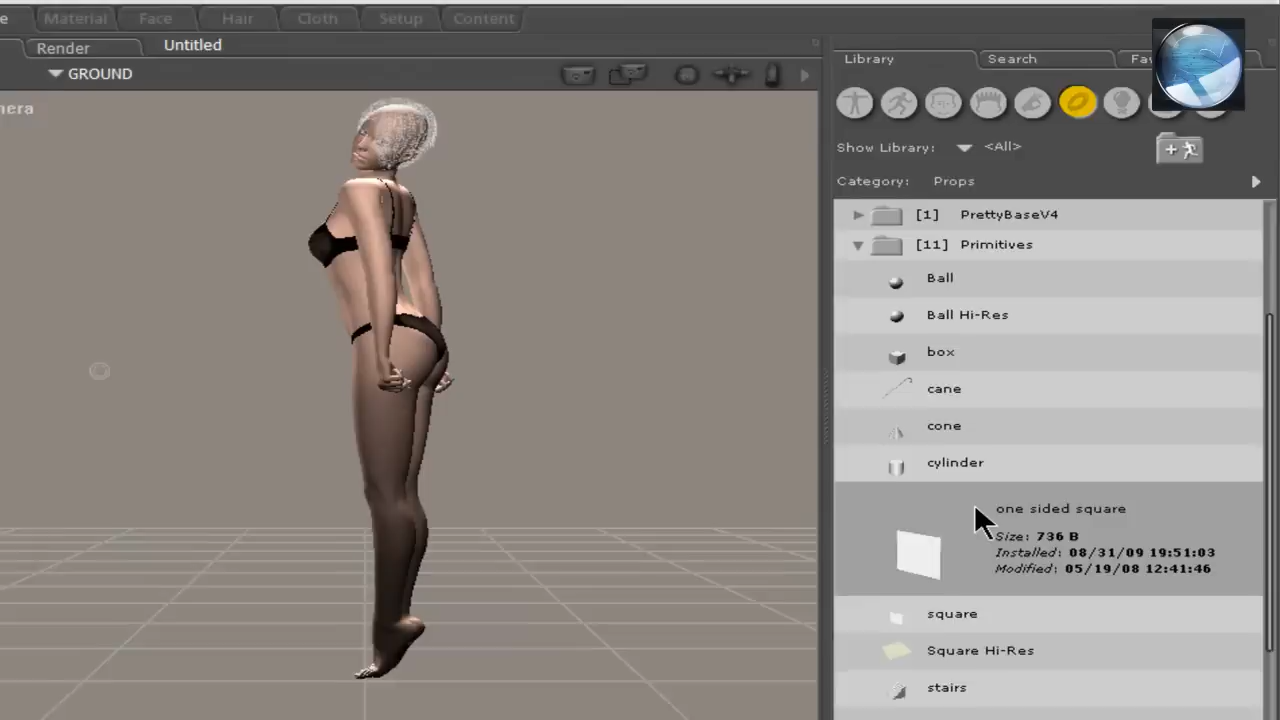 e
Material
Face
Hair
Cloth
Setup
Content
Render
Untitled
GROUND
nera
Library
Search
Fa
Show Library:
<All>
Category:
Props
[1] PrettyBaseV4
[11] Primitives
Ball
Ball Hi-Res
box
cane
cone
cylinder
one sided square
Size: 736 B
Installed: 08/31/09 19:51:03
Modified: 05/19/08 12:41:46
square
Square Hi-Res
stairs